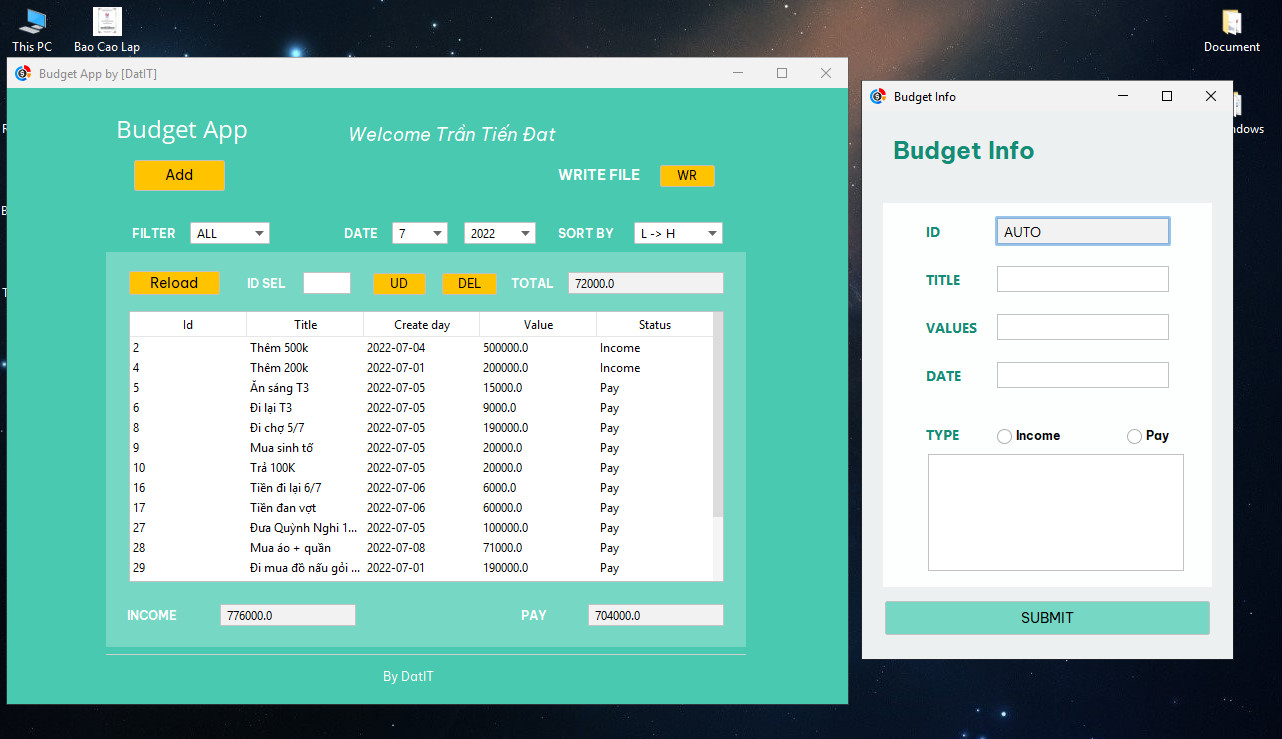 This PC
Bao Cao Lap
Document
Budget App by [DatIT]
Budget App
Welcome Trần Tiến Đạt
Add
WRITE FILE
WR
FILTER
ALL
DATE
7
2022
SORT BY
L -> H
Reload
ID SEL
UD
DEL
TOTAL
72000.0
Id Title Create day Value Status
2 Thêm 500k 2022-07-04 500000.0 Income
4 Thêm 200k 2022-07-01 200000.0 Income
5 Ăn sáng T3 2022-07-05 15000.0 Pay
6 Đi lại T3 2022-07-05 9000.0 Pay
8 Đi chợ 5/7 2022-07-05 190000.0 Pay
9 Mua sinh tố 2022-07-05 20000.0 Pay
10 Trả 100K 2022-07-05 20000.0 Pay
16 Tiền đi lại 6/7 2022-07-06 6000.0 Pay
17 Tiền đan vợt 2022-07-06 60000.0 Pay
27 Đưa Quỳnh Nghi 1... 2022-07-05 100000.0 Pay
28 Mua áo + quần 2022-07-08 71000.0 Pay
29 Đi mua đồ nấu gỏi ... 2022-07-01 190000.0 Pay
INCOME
776000.0
PAY
704000.0
By DatIT
Budget Info
Budget Info
ID
AUTO
TITLE
VALUES
DATE
TYPE
Income
Pay
SUBMIT